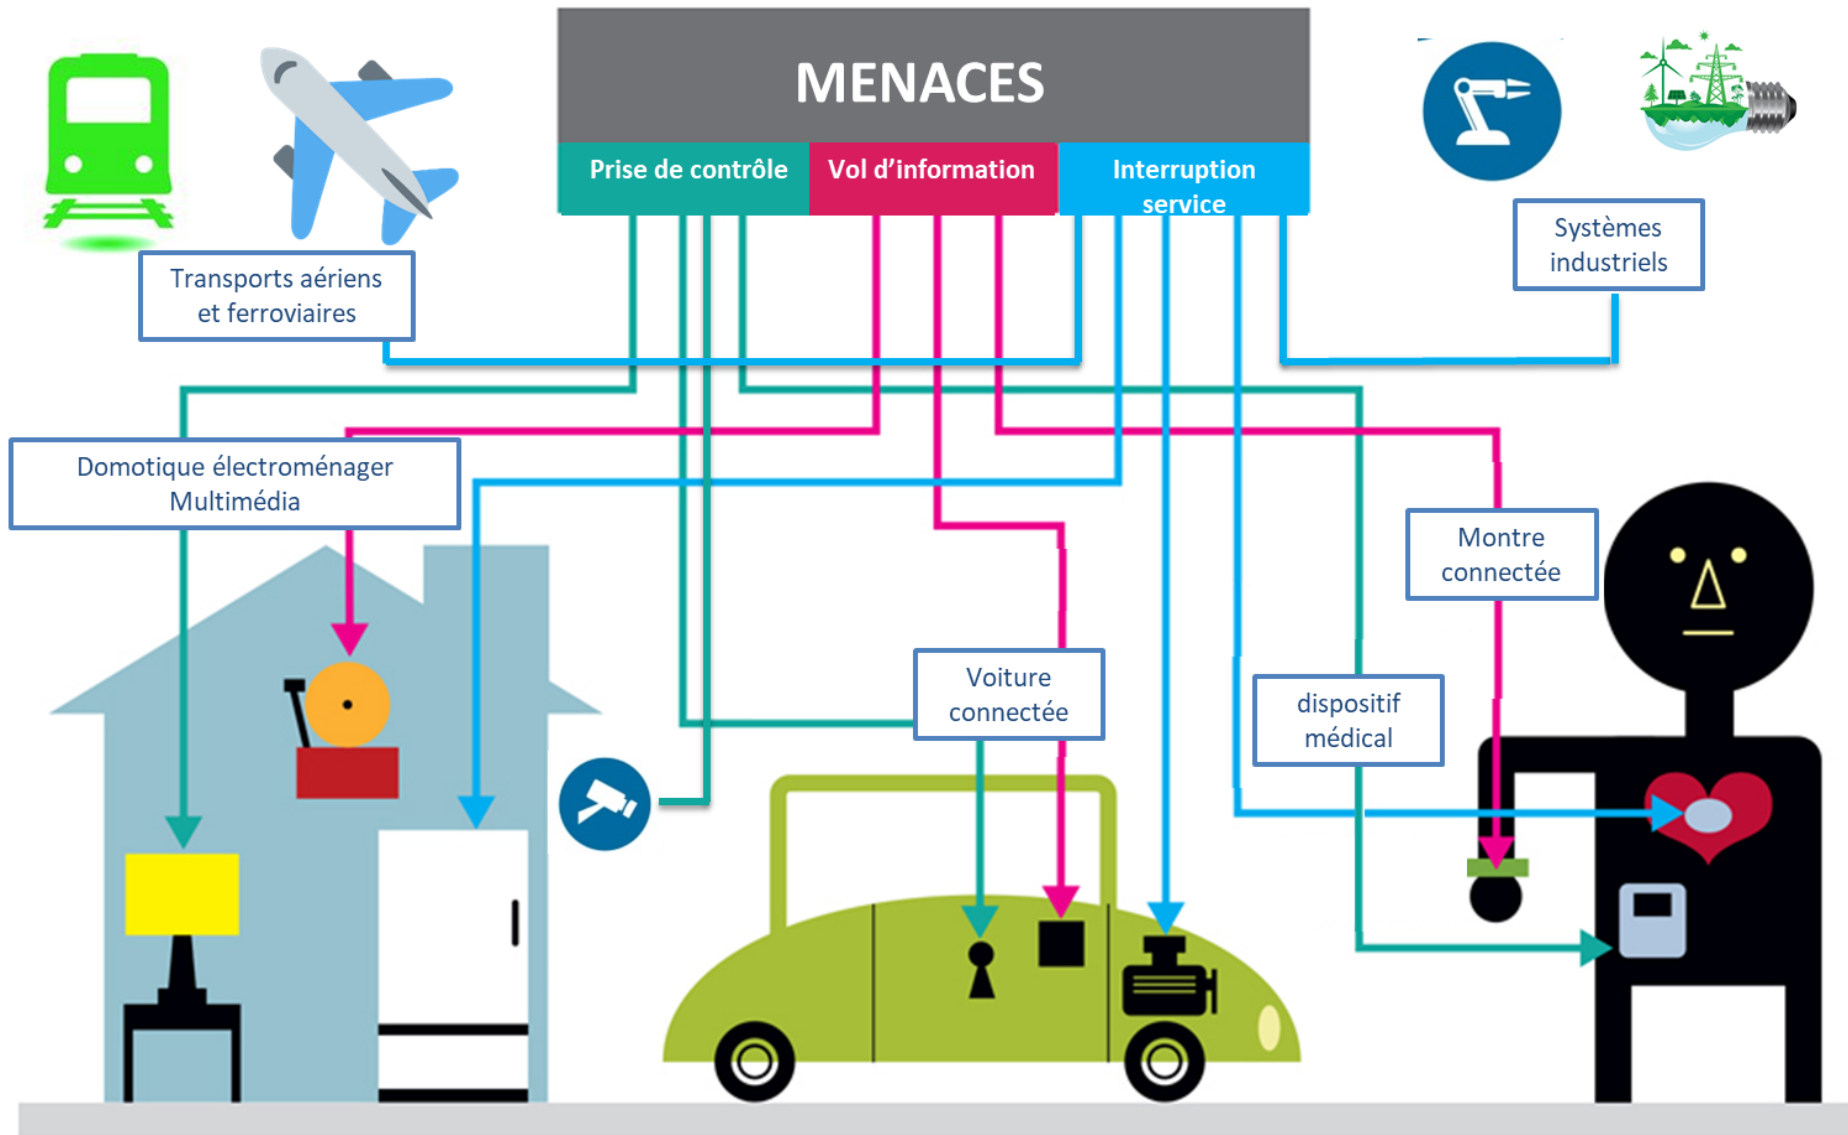 MENACES
Prise de contrôle
Vol d'information
Interruption
service
Transports aériens
et ferroviaires
Systèmes
industriels
Domotique électroménager
Multimédia
Montre
connectée
Voiture
connectée
dispositif
médical